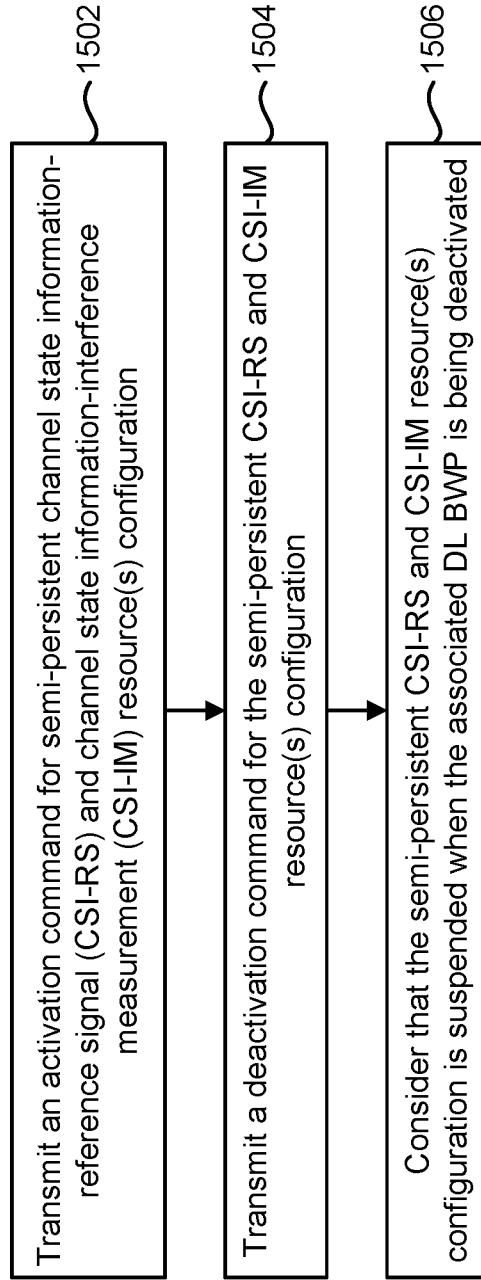 Transmit an activation command for semi-persistent channel state information-
reference signal (CSI-RS) and channel state information-interference
measurement (CSI-IM) resource(s) configuration
1502
Transmit a deactivation command for the semi-persistent CSI-RS and CSI-IM
resource(s) configuration
1504
Consider that the semi-persistent CSI-RS and CSI-IM resource(s)
configuration is suspended when the associated DL BWP is being deactivated
1506